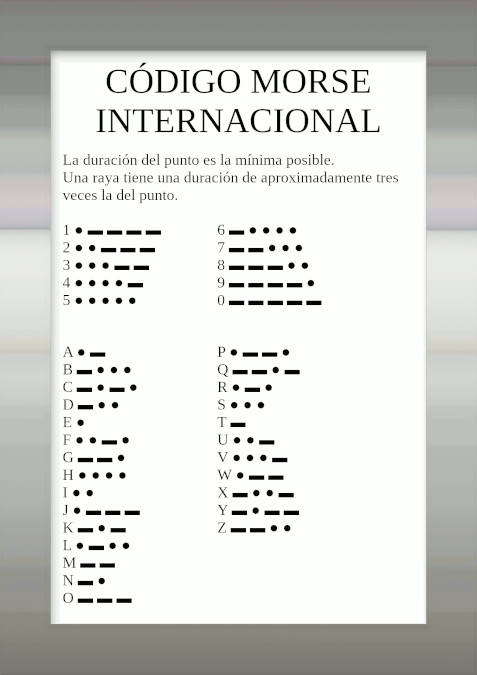 CÓDIGO MORSE
INTERNACIONAL
La duración del punto es la mínima posible.
Una raya tiene una duración de aproximadamente tres
veces la del punto.
1 ● ▬ ▬ ▬ ▬
2 ● ● ▬ ▬ ▬
3 ● ● ● ▬ ▬
4 ● ● ● ● ▬
5 ● ● ● ● ●
6 ▬ ● ● ● ●
7 ▬ ▬ ● ● ●
8 ▬ ▬ ▬ ● ●
9 ▬ ▬ ▬ ▬ ●
0 ▬ ▬ ▬ ▬ ▬
A ● ▬
B ▬ ● ● ●
C ▬ ● ▬ ●
D ▬ ● ●
E ●
F ● ● ▬ ●
G ▬ ▬ ●
H ● ● ● ●
I ● ●
J ● ▬ ▬ ▬
K ▬ ● ▬
L ● ▬ ● ●
M ▬ ▬
N ▬ ●
O ▬ ▬ ▬
P ● ▬ ▬ ●
Q ▬ ▬ ● ▬
R ● ▬ ●
S ● ● ●
T ▬
U ● ● ▬
V ● ● ● ▬
W ● ▬ ▬
X ▬ ● ● ▬
Y ▬ ● ▬ ▬
Z ▬ ▬ ● ●